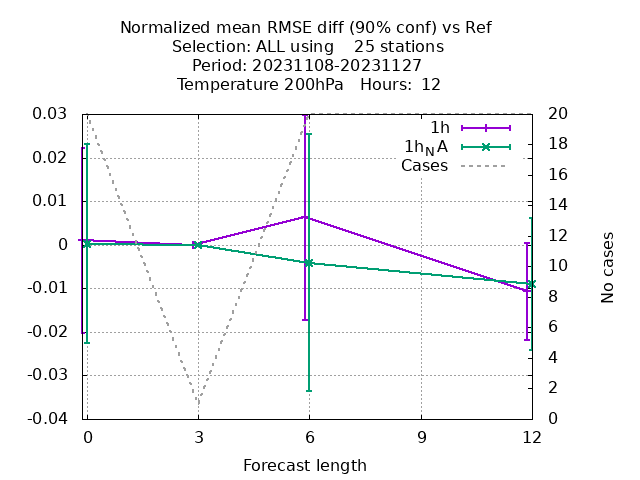 Normalized mean RMSE diff (90% conf) vs Ref
Selection: ALL using    25 stations
Period: 20231108-20231127
Temperature 200hPa   Hours:  12
1h
1h_NA
Cases
0.03
0.02
0.01
0
-0.01
-0.02
-0.03
-0.04
20
18
16
14
12
10
8
6
4
2
0
No cases
0
3
6
9
12
Forecast length